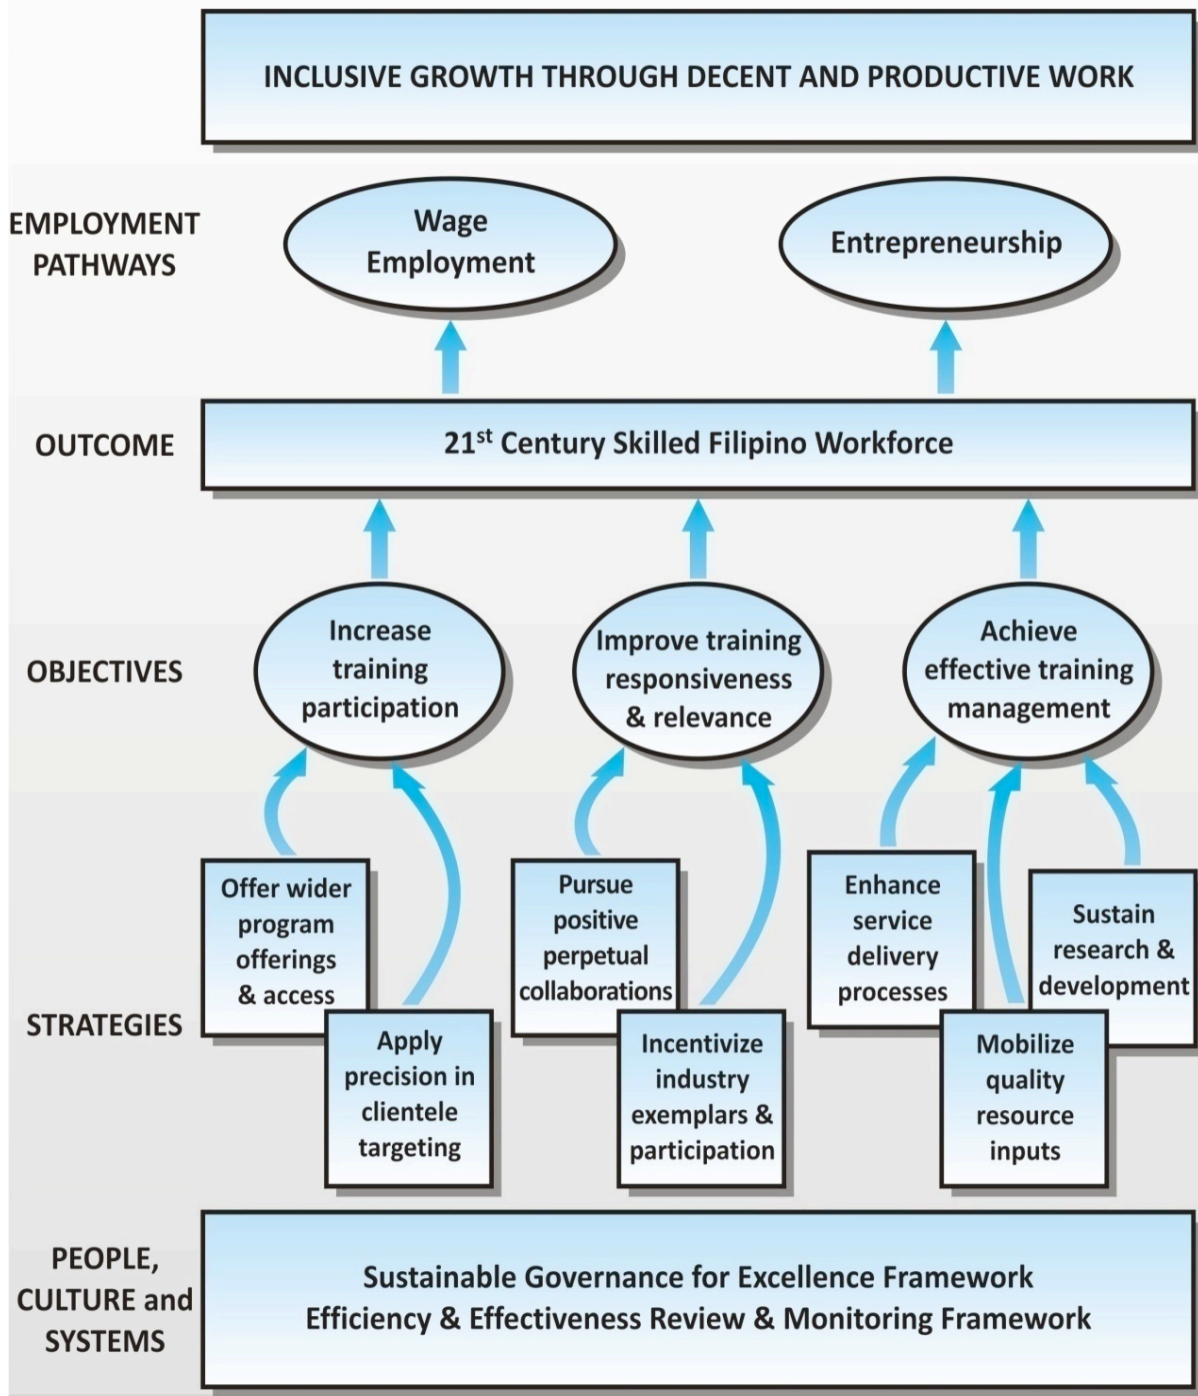 INCLUSIVE GROWTH THROUGH DECENT AND PRODUCTIVE WORK
EMPLOYMENT
PATHWAYS
Wage
Employment
Entrepreneurship
OUTCOME
21st Century Skilled Filipino Workforce
OBJECTIVES
Increase
training
participation
Improve training
responsiveness
& relevance
Achieve
effective training
management
STRATEGIES
Offer wider
program
offerings
& access
Apply
precision in
clientele
targeting
Pursue
positive
perpetual
collaborations
Incentivize
industry
exemplars &
participation
Enhance
service
delivery
processes
Mobilize
quality
resource
inputs
Sustain
research &
development
PEOPLE,
CULTURE and
SYSTEMS
Sustainable Governance for Excellence Framework
Efficiency & Effectiveness Review & Monitoring Framework